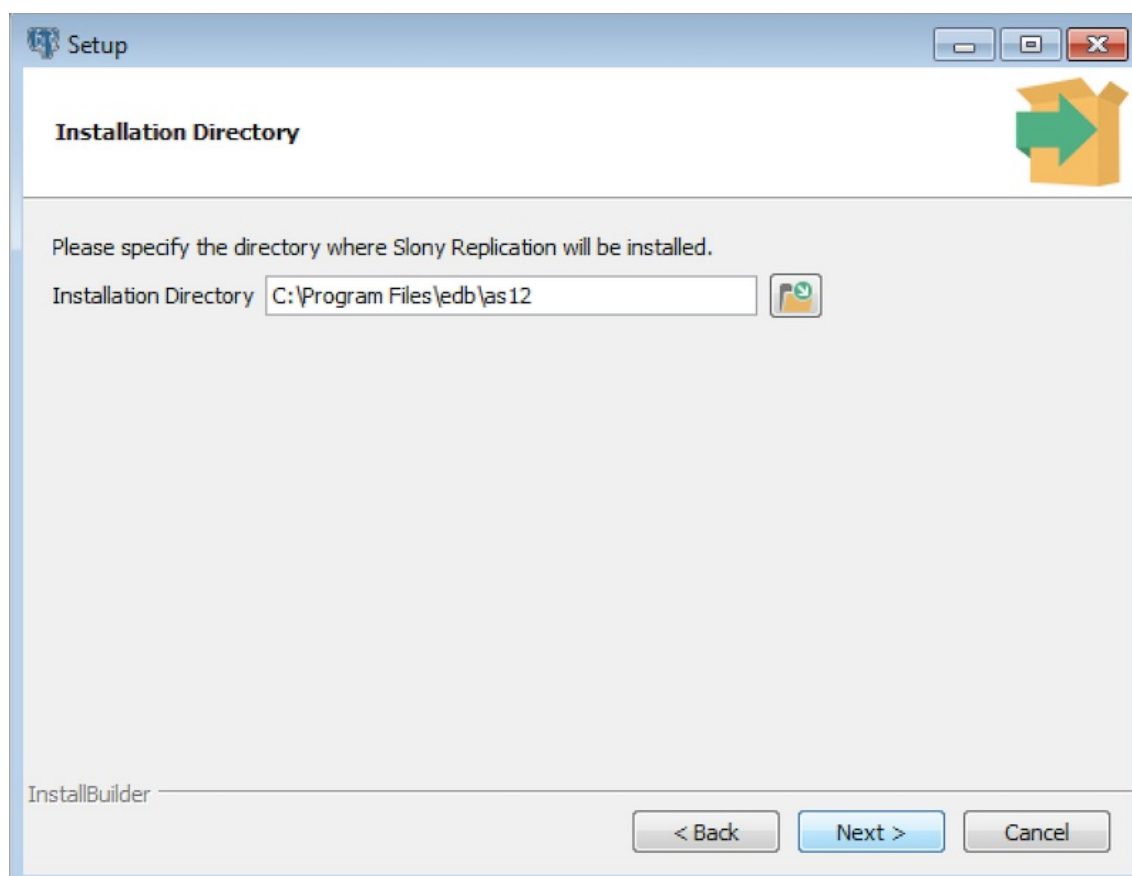 Setup
Installation Directory
Please specify the directory where Slony Replication will be installed.
Installation Directory C:\Program Files\edb\as12
InstallBuilder
< Back Next > Cancel